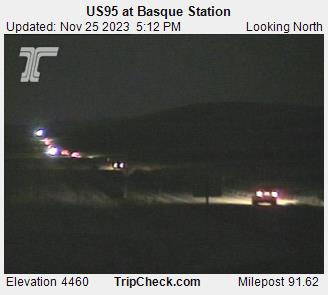 US95 at Basque Station
Updated: Nov 25 2023 5:12 PM Looking North
Elevation 4460 TripCheck.com Milepost 91.62